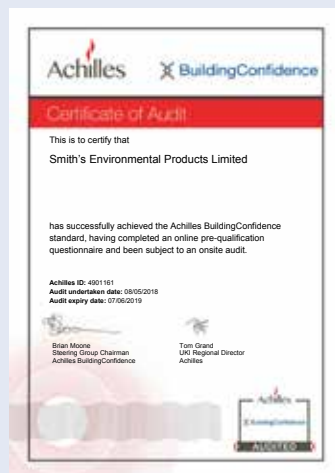 Achilles
BuildingConfidence
Certificate of Audit
This is to certify that
Smith's Environmental Products Limited
has successfully achieved the Achilles BuildingConfidence
standard, having completed an online pre-qualification
questionnaire and been subject to an onsite audit.
Achilles ID: 4901161
Audit undertaken date: 08/05/2018
Audit expiry date: 07/06/2019
Brian Moone
Steering Group Chairman
Achilles BuildingConfidence
Tom Grand
UKI Regional Director
Achilles
Achilles
BuildingConfidence
AUDITED